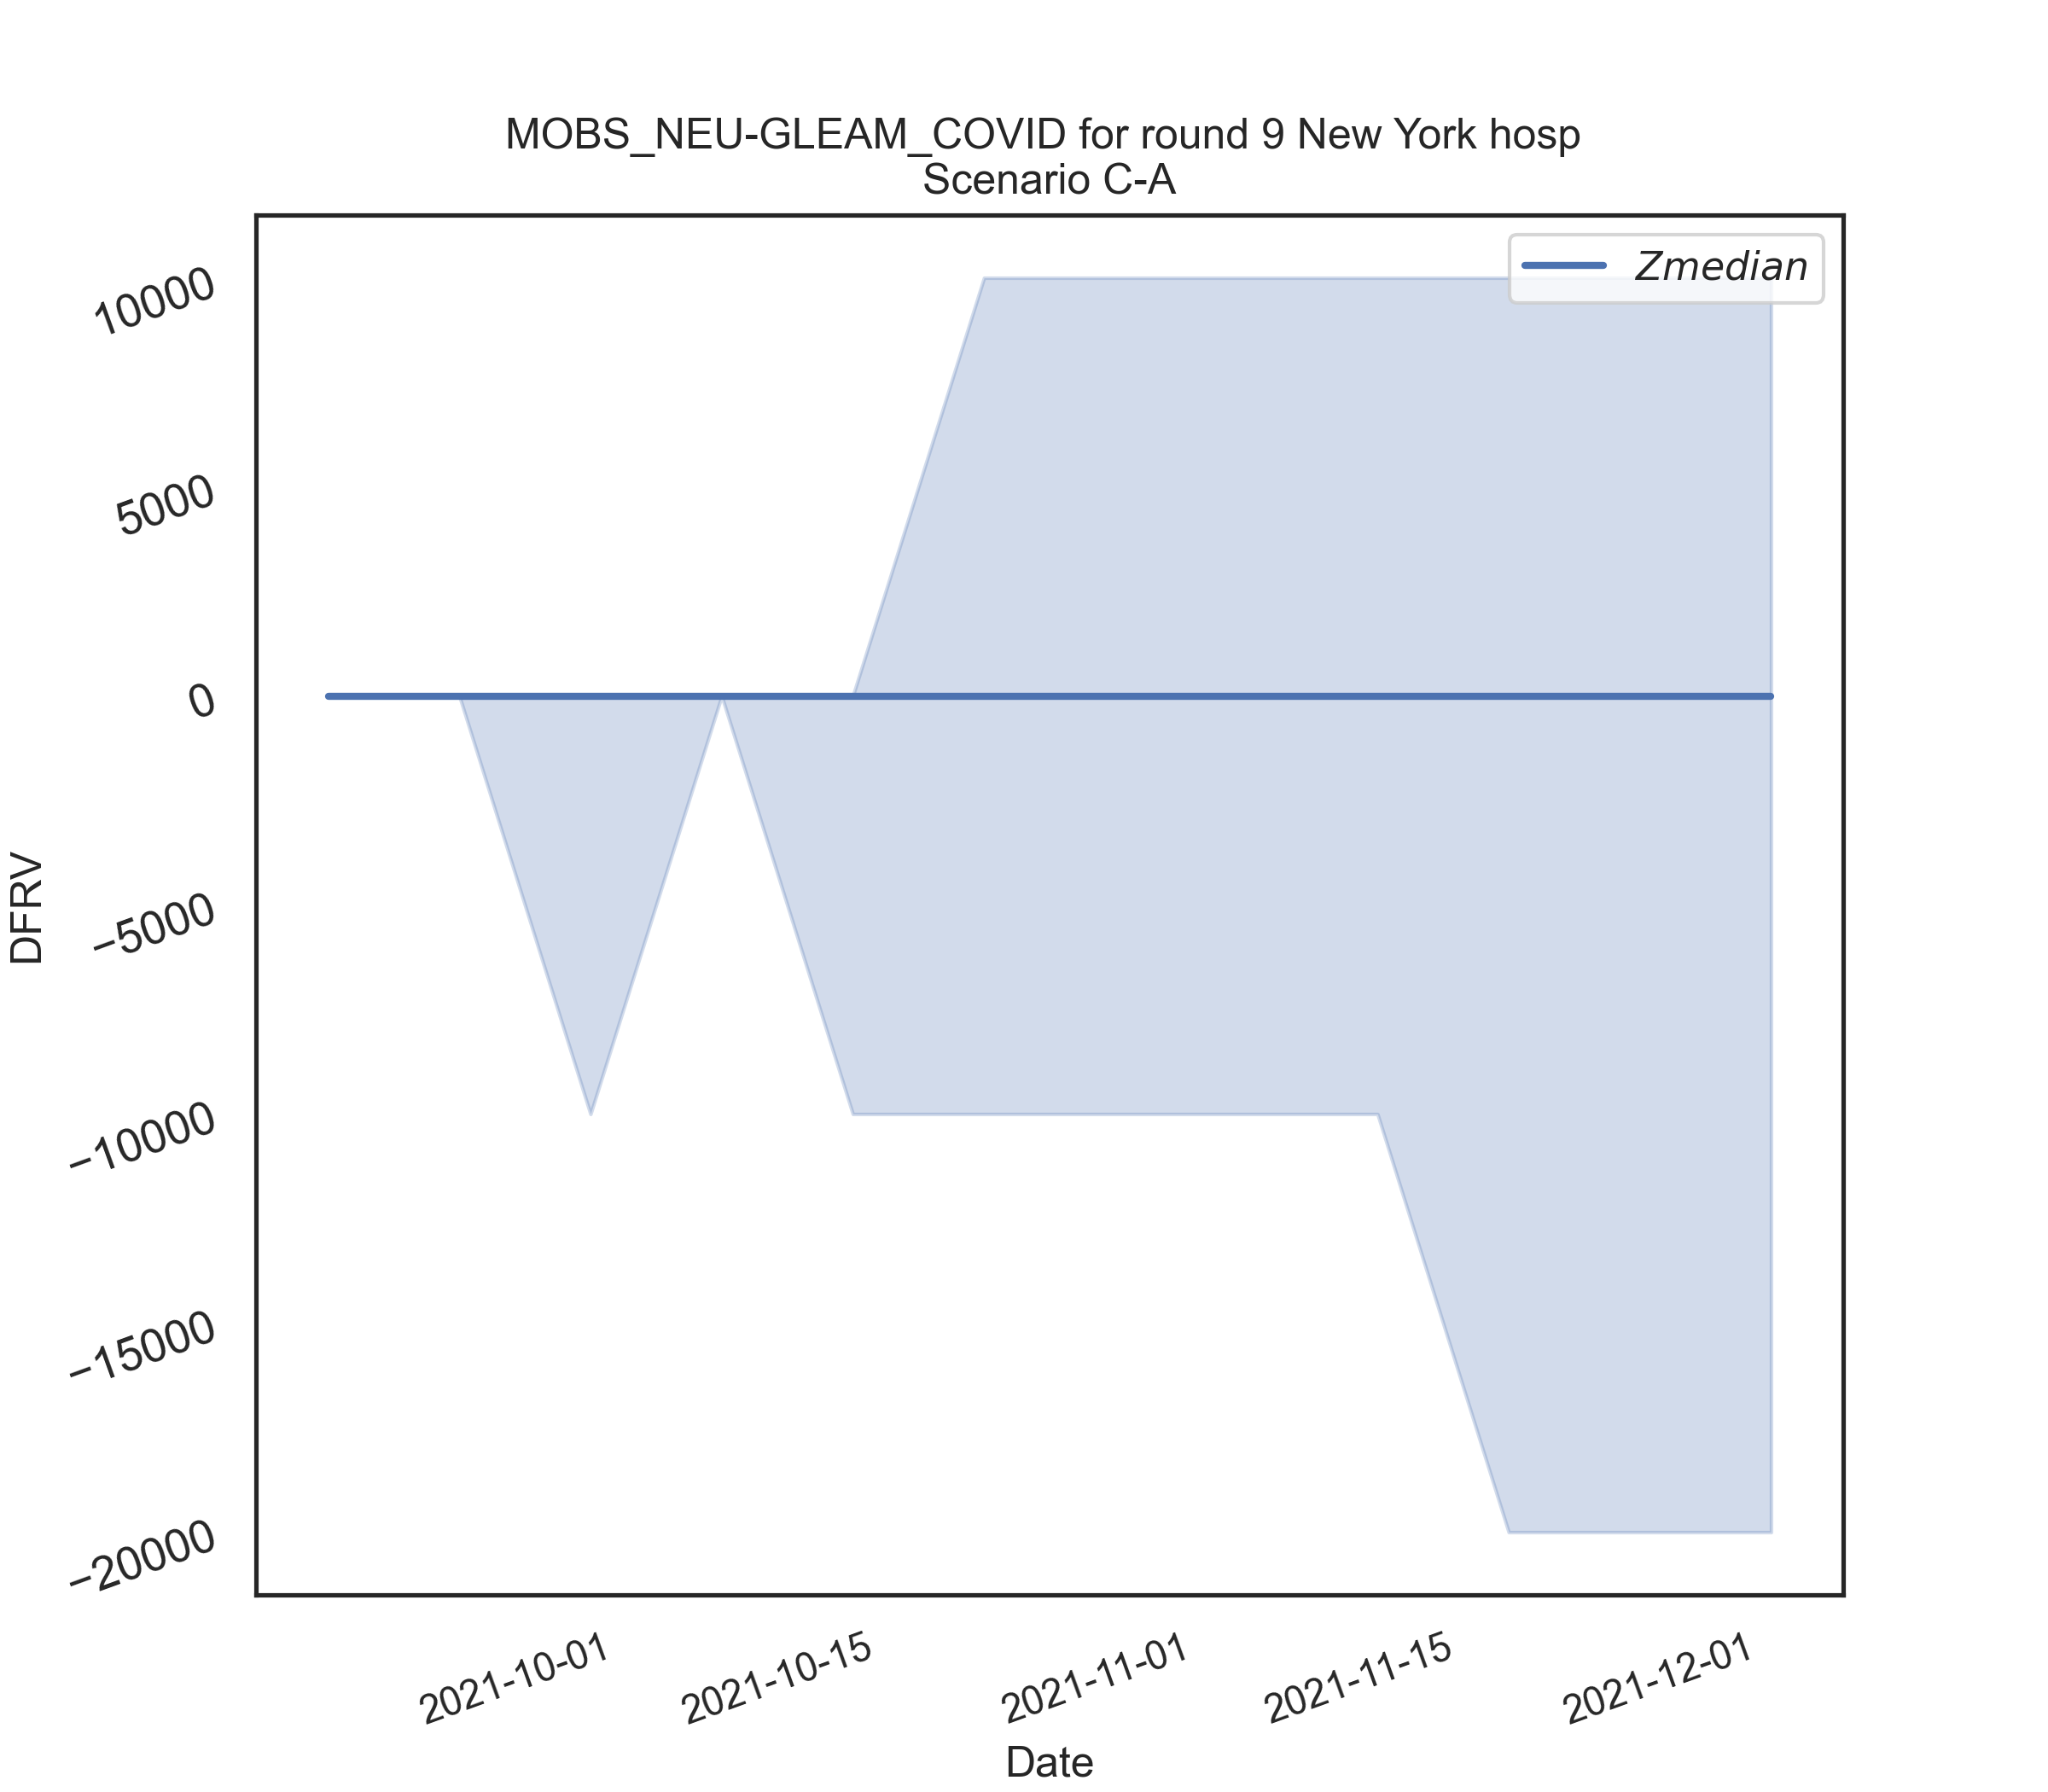 MOBS_NEU-GLEAM_COVID for round 9 New York hosp
Scenario C-A
Zmedian
10000
5000
0
−5000
−10000
−15000
−20000
DFRV
2021-10-01
2021-10-15
2021-11-01
2021-11-15
2021-12-01
Date